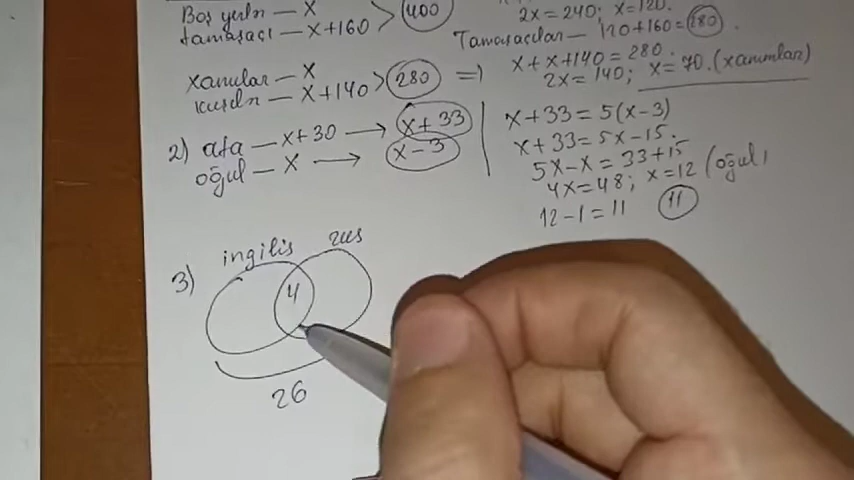 Boş yerlər — x
tamaşaçı — x+160 > 400
2x=240; x=120.
Tamaşaçılar — 120+160=280.
xanımlar — x
kişilər — x+140 > 280 =>
x+x+140=280.
2x=140; x=70. (xanımlar)
2) ata — x+30 → x+33
oğul — x → x-3
x+33=5(x-3)
x+33=5x-15.
5x-x=33+15
4x=48; x=12 (oğul)
12-1=11 11
3) ingilis rus
4
26